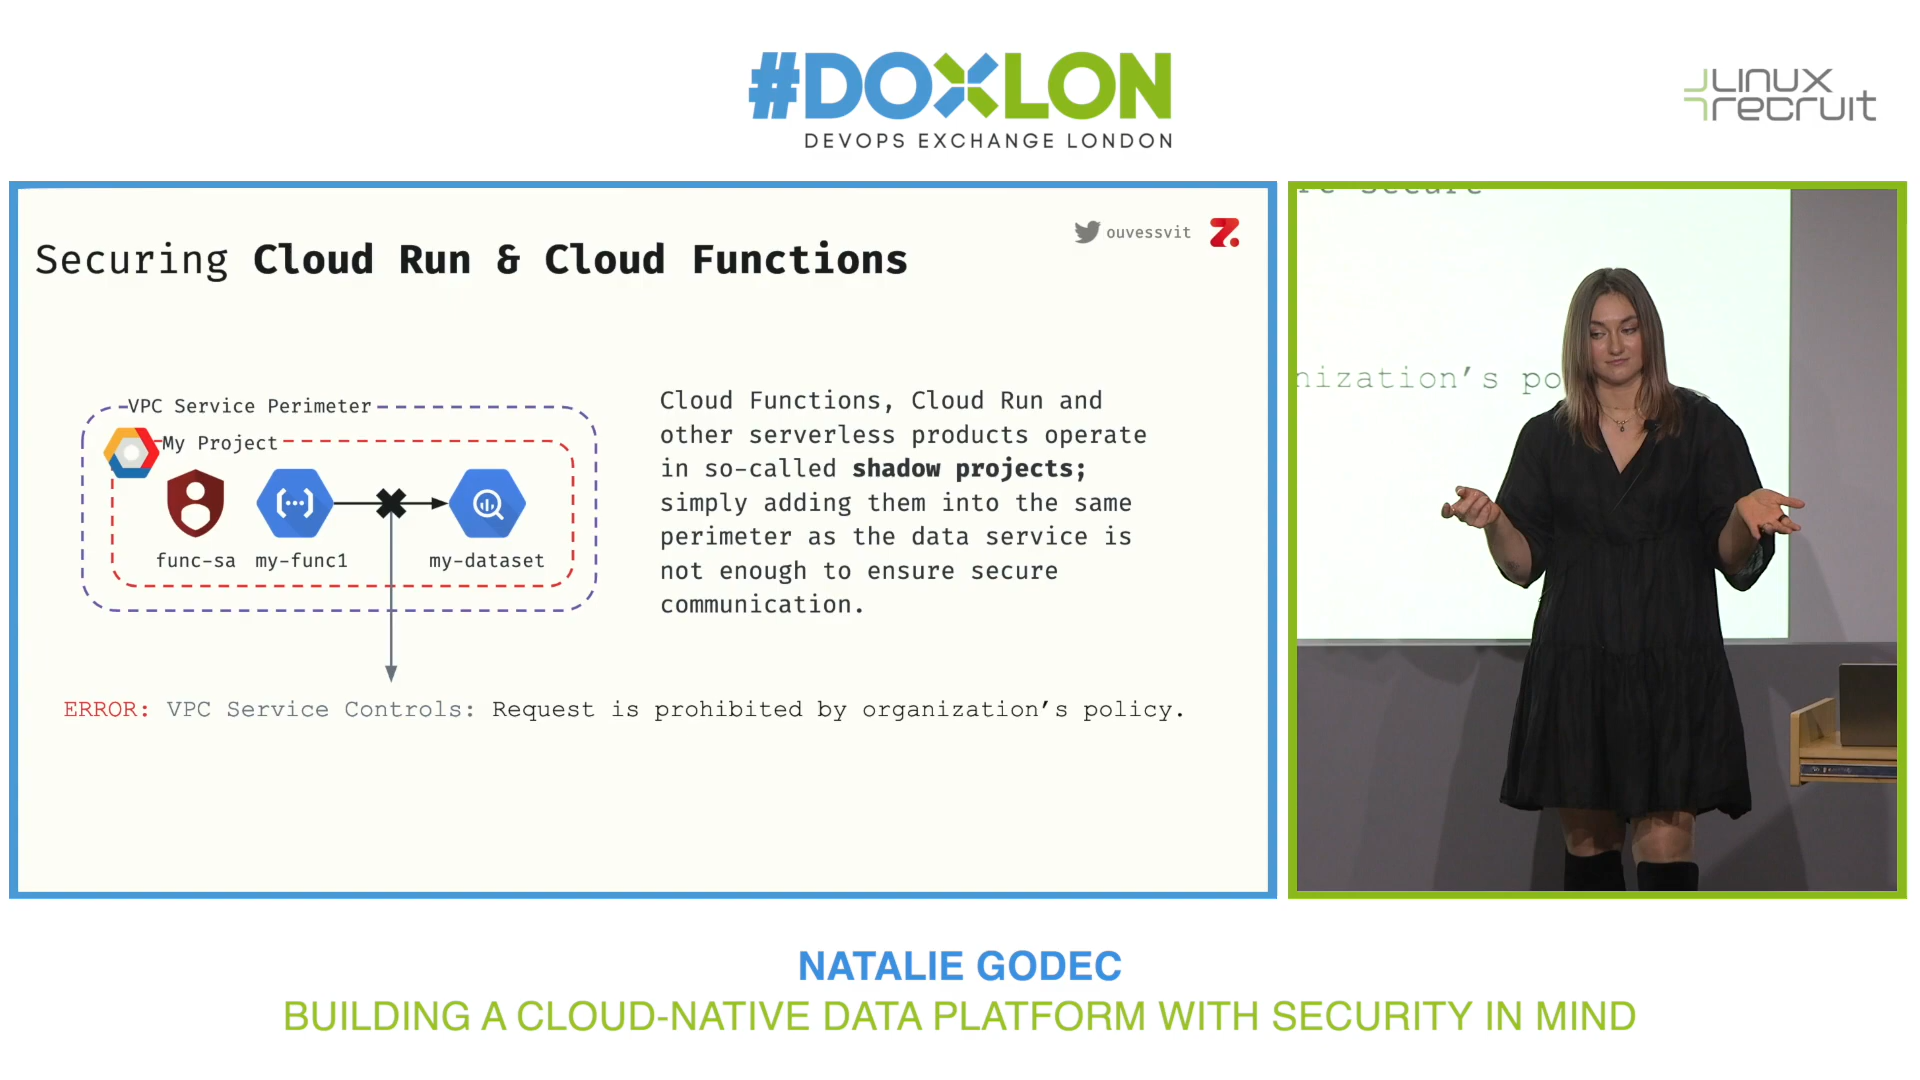 #DOXLON
DEVOPS EXCHANGE LONDON
LINUX
recruit
Securing Cloud Run & Cloud Functions
ouvessvit
Z.
VPC Service Perimeter
My Project
func-sa
my-func1
my-dataset
Cloud Functions, Cloud Run and
other serverless products operate
in so-called shadow projects;
simply adding them into the same
perimeter as the data service is
not enough to ensure secure
communication.
ERROR: VPC Service Controls: Request is prohibited by organization's policy.
re secure
nization's po
NATALIE GODEC
BUILDING A CLOUD-NATIVE DATA PLATFORM WITH SECURITY IN MIND